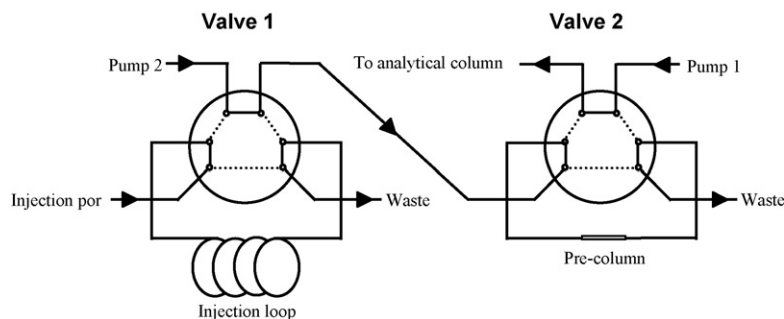 Valve 1
Valve 2
Pump 2
To analytical column
Pump 1
Injection por
Waste
Waste
Pre-column
Injection loop